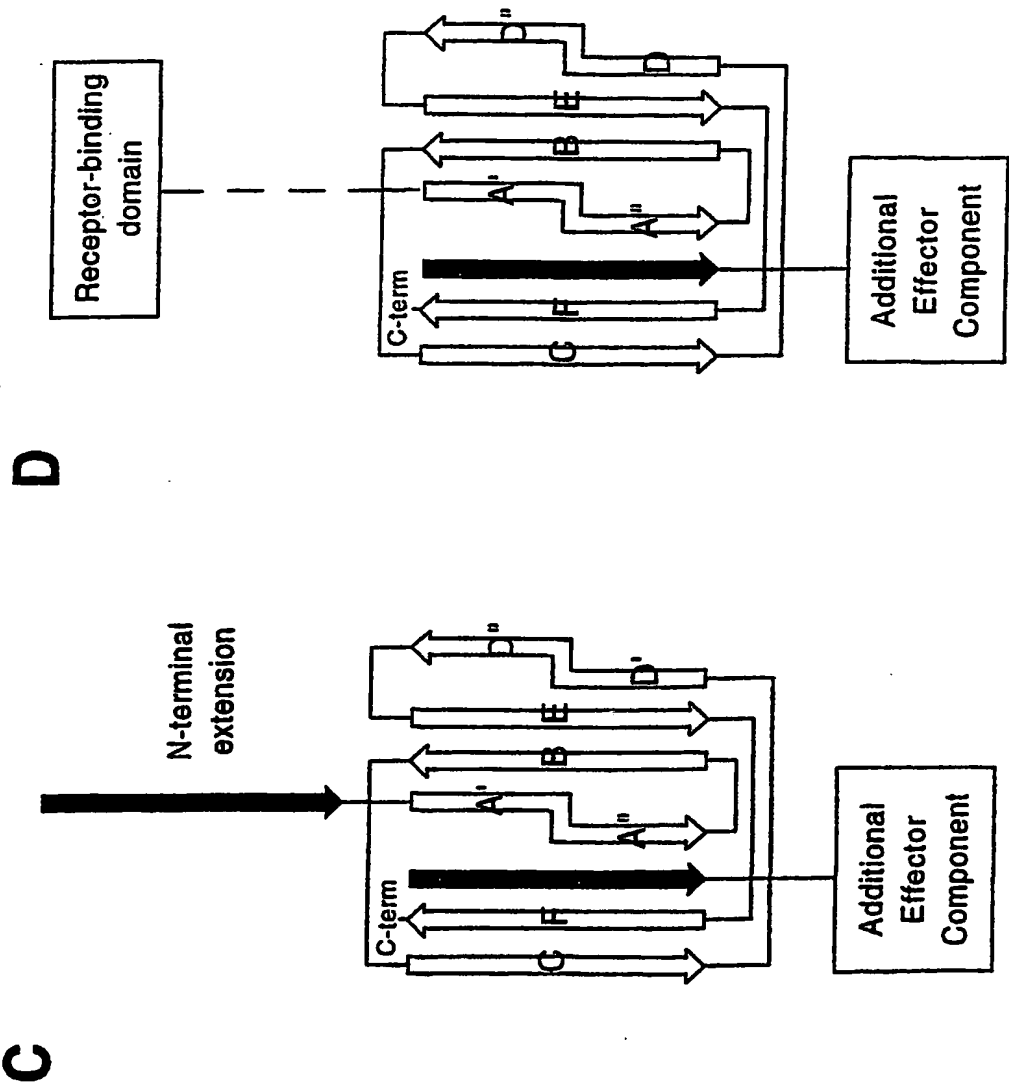 C
N-terminal
extension
C-term
C
F
A'
A"
B
E
D'
D"
Additional
Effector
Component
D
Receptor-binding
domain
C-term
C
F
A'
A"
B
E
D
D"
Additional
Effector
Component